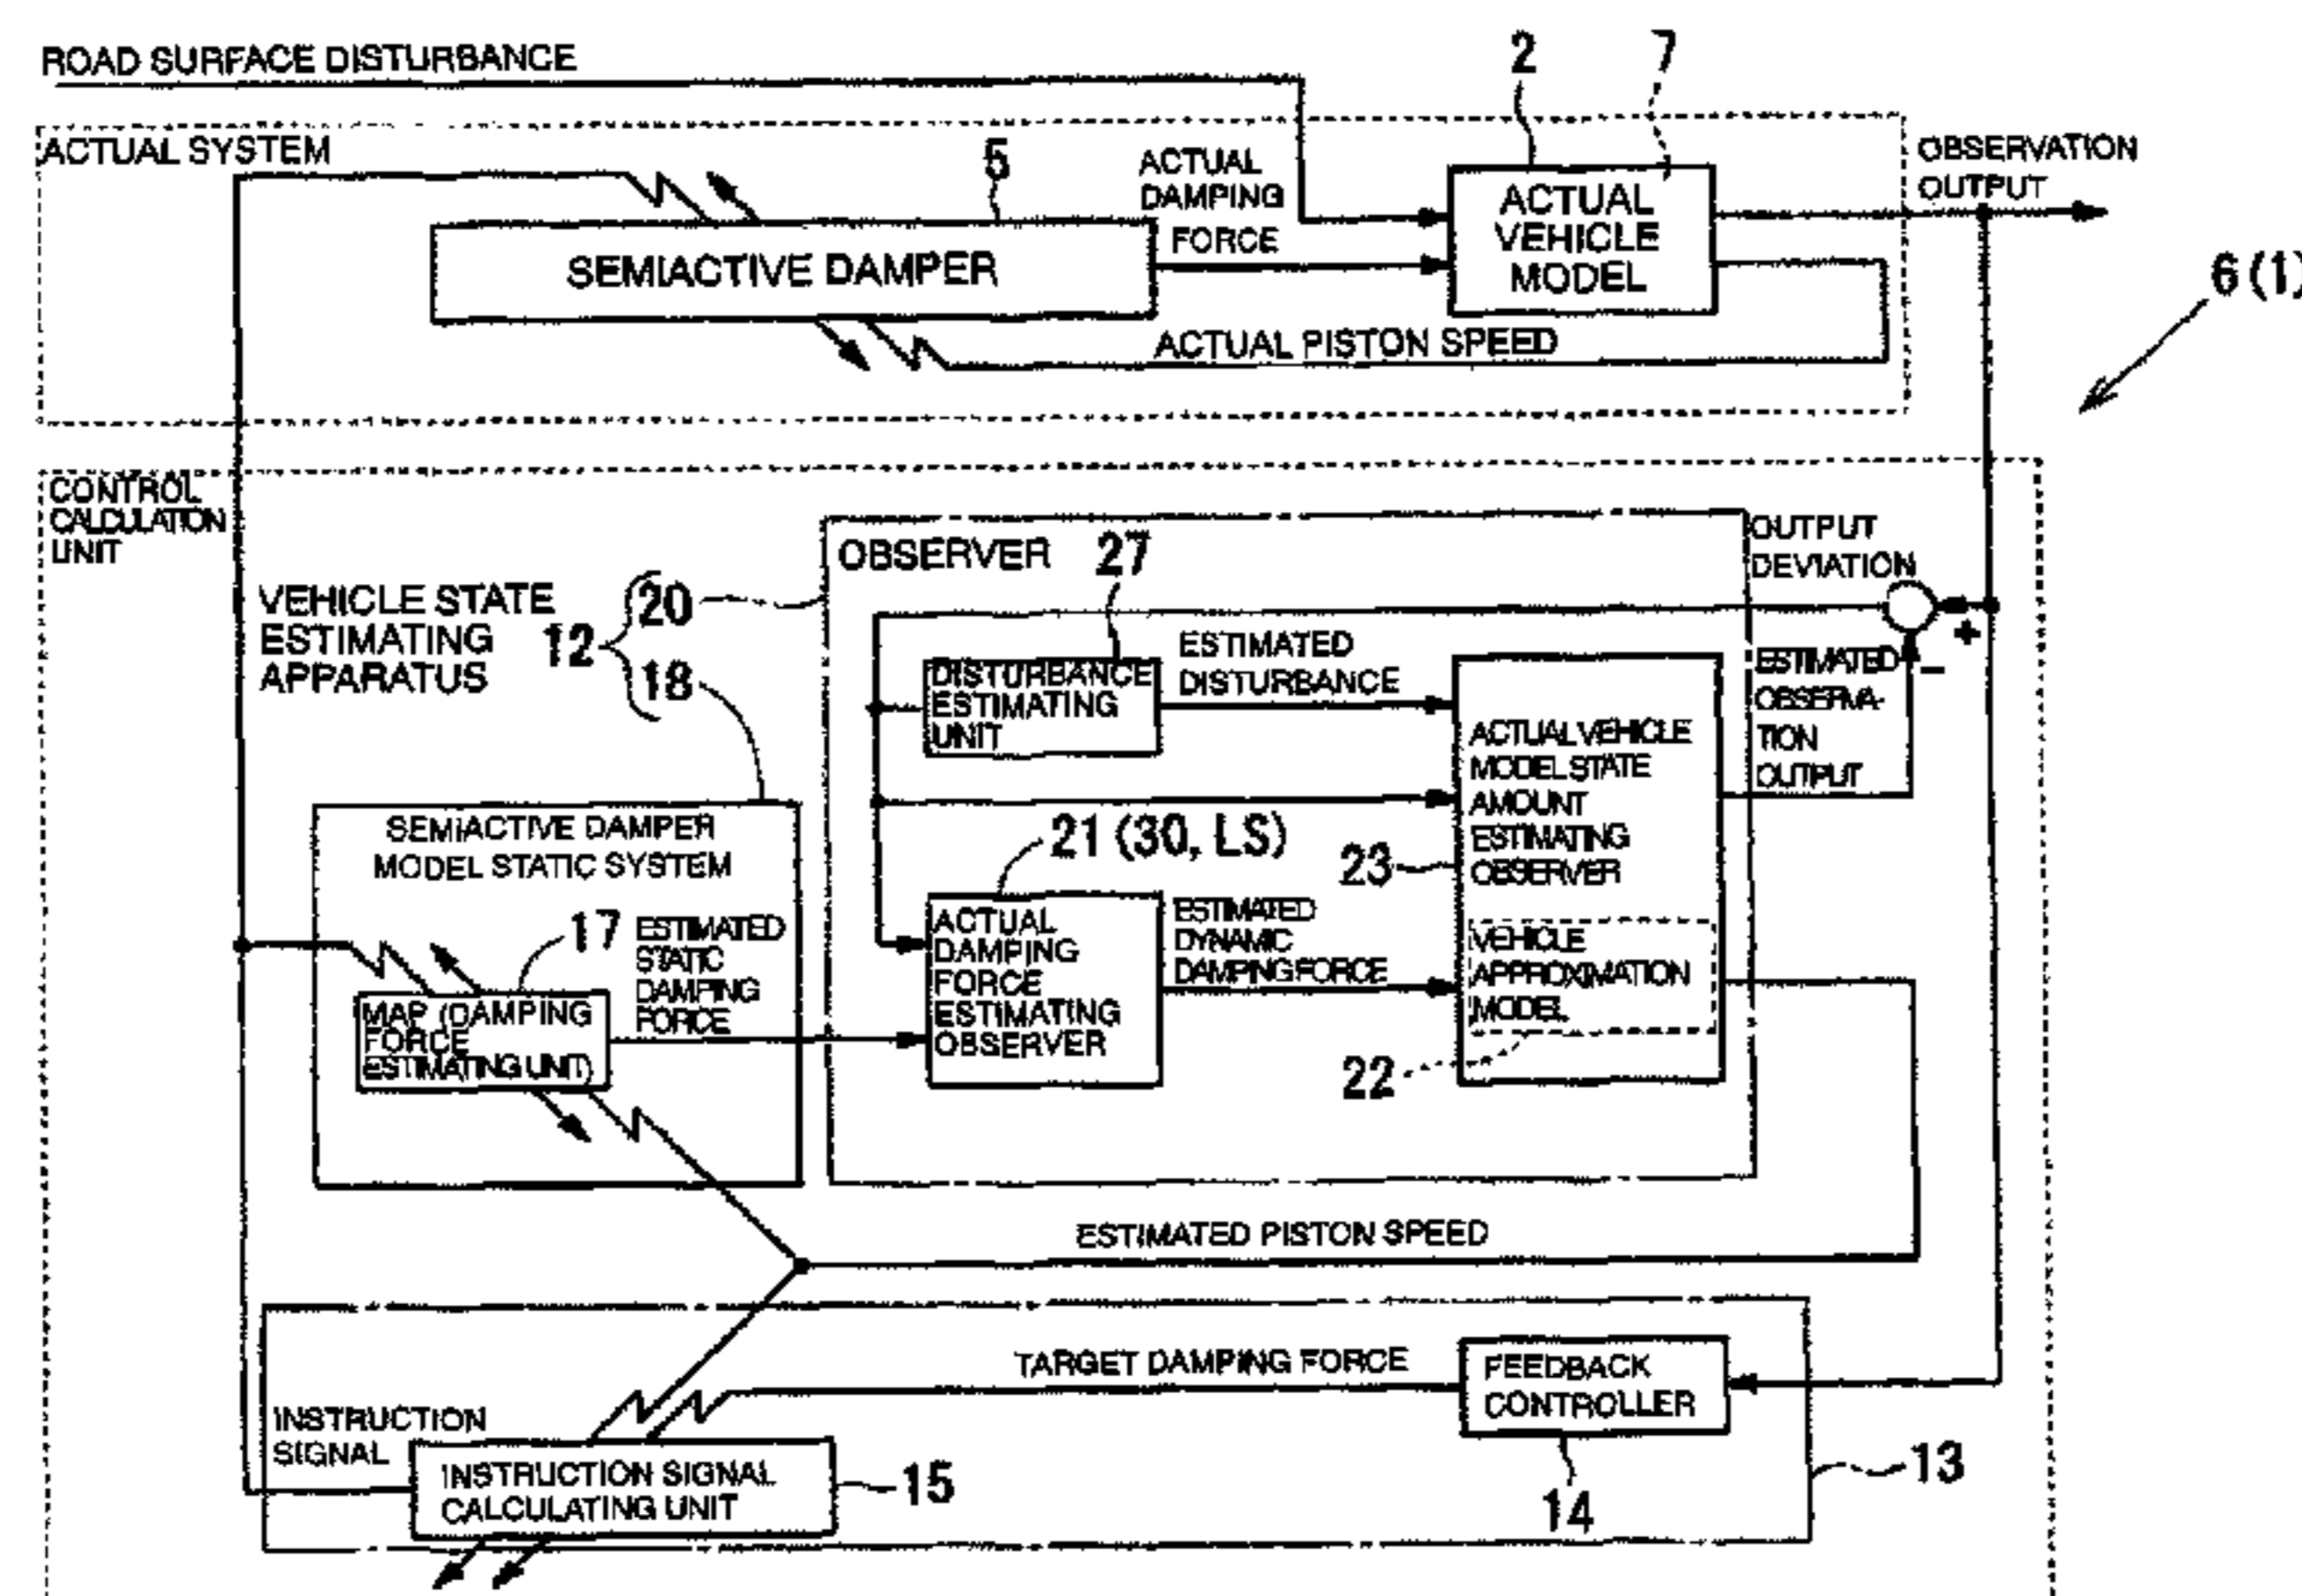 ROAD SURFACE DISTURBANCE
2
7
ACTUAL SYSTEM
5
ACTUAL
DAMPING
FORCE
SEMIACTIVE DAMPER
ACTUAL
VEHICLE
MODEL
OBSERVATION
OUTPUT
6 (1)
ACTUAL PISTON SPEED
CONTROL
CALCULATION
UNIT
VEHICLE STATE
ESTIMATING
APPARATUS
12
20
18
OBSERVER
27
OUTPUT
DEVIATION
+
-
DISTURBANCE
ESTIMATING
UNIT
ESTIMATED
DISTURBANCE
ESTIMATED
OBSERVA-
TION
OUTPUT
ACTUAL VEHICLE
MODEL STATE
AMOUNT
ESTIMATING
OBSERVER
23
VEHICLE
APPROXIMATION
MODEL
22
SEMIACTIVE DAMPER
MODEL STATIC SYSTEM
17
MAP (DAMPING
FORCE
ESTIMATING UNIT)
ESTIMATED
STATIC
DAMPING
FORCE
21 (30, LS)
ACTUAL
DAMPING
FORCE
ESTIMATING
OBSERVER
ESTIMATED
DYNAMIC
DAMPING FORCE
ESTIMATED PISTON SPEED
TARGET DAMPING FORCE
FEEDBACK
CONTROLLER
14
13
INSTRUCTION
SIGNAL
INSTRUCTION SIGNAL
CALCULATING UNIT
15